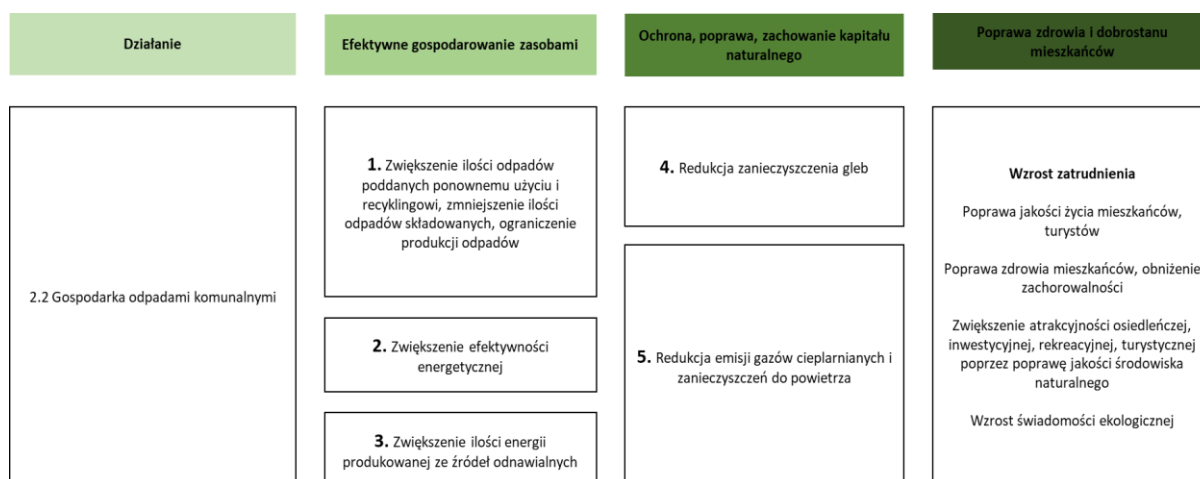 Działanie
Efektywne gospodarowanie zasobami
Ochrona, poprawa, zachowanie kapitału
naturalnego
Poprawa zdrowia i dobrostanu
mieszkańców
2.2 Gospodarka odpadami komunalnymi
1. Zwiększenie ilości odpadów
poddanych ponownemu użyciu i
recyklingowi, zmniejszenie ilości
odpadów składowanych, ograniczenie
produkcji odpadów
2. Zwiększenie efektywności
energetycznej
3. Zwiększenie ilości energii
produkowanej ze źródeł odnawialnych
4. Redukcja zanieczyszczenia gleb
5. Redukcja emisji gazów cieplarnianych i
zanieczyszczeń do powietrza
Wzrost zatrudnienia
Poprawa jakości życia mieszkańców,
turystów
Poprawa zdrowia mieszkańców, obniżenie
zachorowalności
Zwiększenie atrakcyjności osiedleńczej,
inwestycyjnej, rekreacyjnej, turystycznej
poprzez poprawę jakości środowiska
naturalnego
Wzrost świadomości ekologicznej